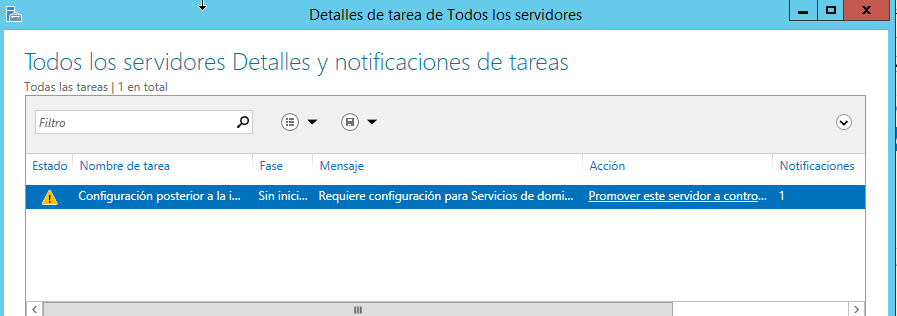 Detalles de tarea de Todos los servidores
Todos los servidores Detalles y notificaciones de tareas
Todas las tareas | 1 en total
Filtro
Estado Nombre de tarea Fase Mensaje Acción Notificaciones
Configuración posterior a la i... Sin inici... Requiere configuración para Servicios de domi... Promover este servidor a contro... 1